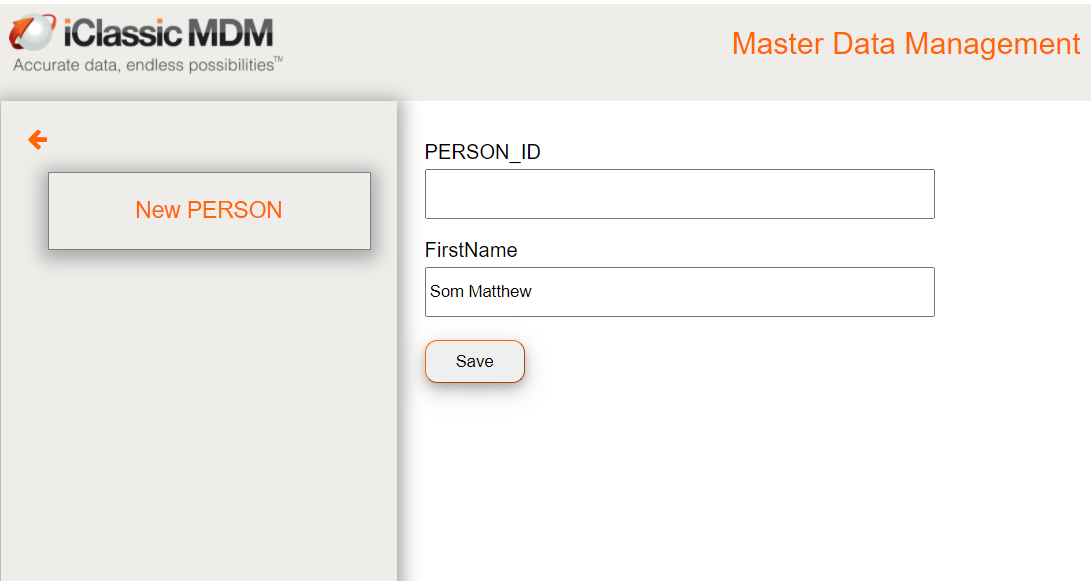 iClassic MDM
Accurate data, endless possibilities™
Master Data Management
New PERSON
PERSON_ID
FirstName
Som Matthew
Save